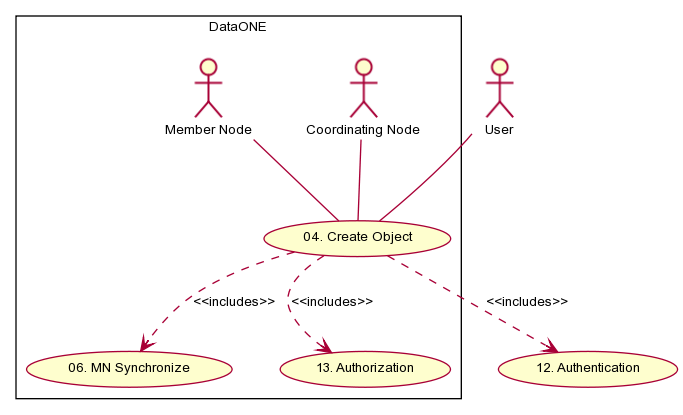 DataONE
Member Node
Coordinating Node
User
04. Create Object
<<includes>>
<<includes>>
<<includes>>
06. MN Synchronize
13. Authorization
12. Authentication